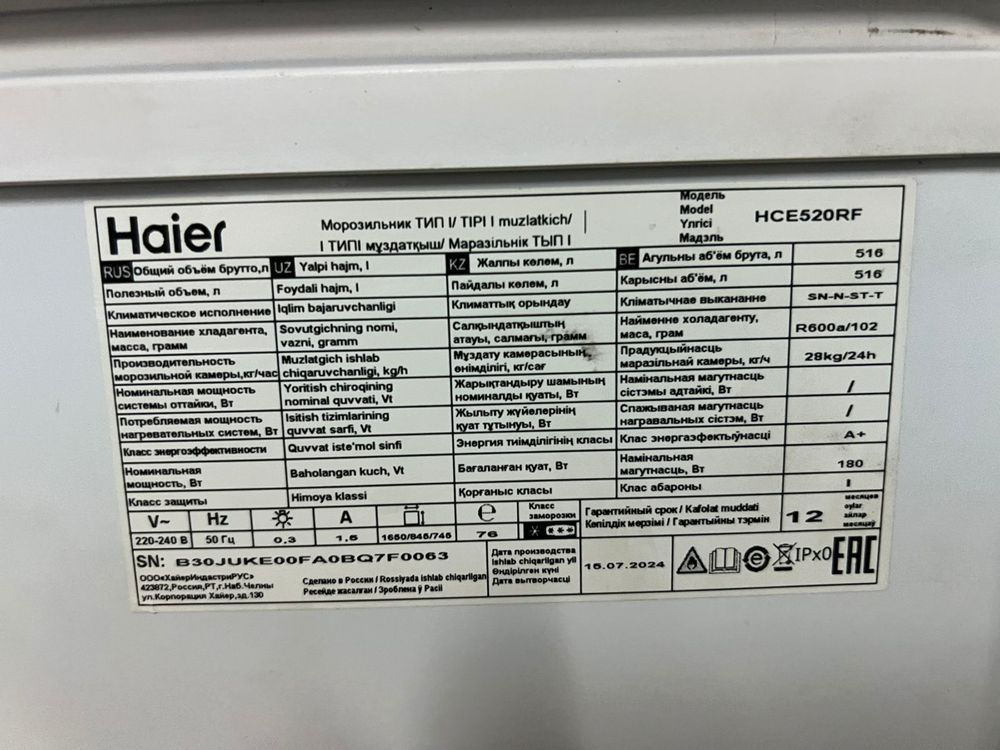 Haier
Морозильник ТИП I/ TIPI I muzlatkich/
I ТИПІ мұздатқыш/ Маразільнік ТЫП I
Модель
Model
Үлгісі
Мадэль
HCE520RF
RUS Общий объём брутто,л UZ Yalpi hajm, l KZ Жалпы көлем, л BE Агульны аб'ём брута, л 516
Полезный объем, л Foydali hajm, l Пайдалы көлем, л Карысны аб'ём, л 516
Климатическое исполнение Iqlim bajaruvchanligi Климаттық орындау Кліматычнае выкананне SN-N-ST-T
Наименование хладагента,
масса, грамм
Sovutgichning nomi,
vazni, gramm
Салқындатқыштың
атауы, салмағы, грамм
Найменне холадагенту,
маса, грам
R600a/102
Производительность
морозильной камеры,кг/час
Muzlatgich ishlab
chiqaruvchanligi, kg/h
Мұздату камерасының
өнімділігі, кг/сағ
Прадукцыйнасць
маразільнай камеры, кг/ч
28kg/24h
Номинальная мощность
системы оттайки, Вт
Yoritish chiroqining
nominal quvvati, Vt
Жарықтандыру шамының
номиналды қуаты, Вт
Намінальная магутнасць
сістэмы адтайкі, Вт
/
Потребляемая мощность
нагревательных систем, Вт
Isitish tizimlarining
quvvat sarfi, Vt
Жылыту жүйелерінің
қуат тұтынуы, Вт
Спажываная магутнасць
награвальных сістэм, Вт
/
Класс энергоэффективности Quvvat iste'mol sinfi Энергия тиімділігінің класы Клас энергаэфектыўнасці A+
Номинальная
мощность, Вт
Baholangan kuch, Vt
Бағаланған қуат, Вт
Намінальная
магутнасць, Вт
180
Класс защиты Himoya klassi Қорғаныс класы Клас абароны I
V~ Hz A e
220-240 В 50 Гц 0,3 1,5 1650/845/745 76
Класс
заморозки
Гарантийный срок / Kafolat muddati
Кепілдік мерзімі / Гарантыйны тэрмін
12
месяцев
oylar
айлар
месяцаў
SN: B30JUKE00FA0BQ7F0063
ООО«ХайерИндастриРУС»
423872,Россия,РТ,г.Наб.Челны
ул.Корпорация Хайер,зд.130
Сделано в России / Rossiyada ishlab chiqarilgan
Ресейде жасалған / Зроблена ў Расіі
Дата производства
Ishlab chiqarilgan yil
Өндірілген күні
Дата вытворчасці
15.07.2024
IPx0 EAC